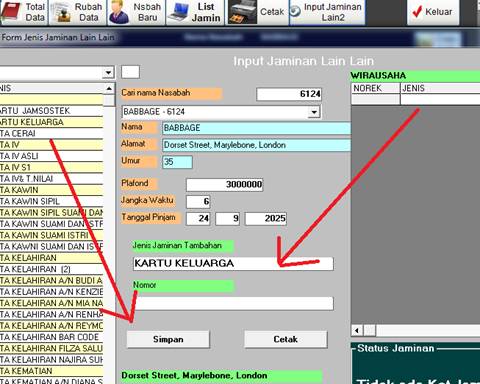 Total Data
Rubah Data
Nsbah Baru
List Jamin
Cetak
Input Jaminan Lain2
Keluar
Form Jenis Jaminan Lain Lain
Input Jaminan Lain Lain
NIS
ARTU JAMSOSTEK
ARTU KELUARGA
TA CERAI
TA IV
TA IV ASLI
TA IV S1
TA IV& T.NILAI
TA KAWIN
TA KAWIN SIPIL
TA KAWIN SIPIL SUAMI DAN
TA KAWIN SUAMI DAN ISTR
TA KAWIN SUAMI ISTRI
TA KAWNI SUAMI DAN ISTRI
TA KELAHIRAN
TA KELAHIRAN (2)
TA KELAHIRAN A/N BUDI A
TA KELAHIRAN A/N KENZIE
TA KELAHIRAN A/N MIA NA
TA KELAHIRAN A/N RENHA
TA KELAHIRAN A/N REYMO
TA KELAHIRAN BAR CODE
TA KELAHIRAN FILZA SALU
TA KELAHIRAN NAJIRA SUH
TA KEMATIAN
TA KEMATIAN A/N DIANA S
Cari nama Nasabah 6124
BABBAGE - 6124
Nama BABBAGE
Alamat Dorset Street, Marylebone, London
Umur 35
Plafond 3000000
Jangka Waktu 6
Tanggal Pinjam 24 9 2025
Jenis Jaminan Tambahan
KARTU KELUARGA
Nomor
Simpan Cetak
Dorset Street, Marylebone, London
WIRAUSAHA
NOREK JENIS
Status Jaminan
Tidak ada Ket Jam